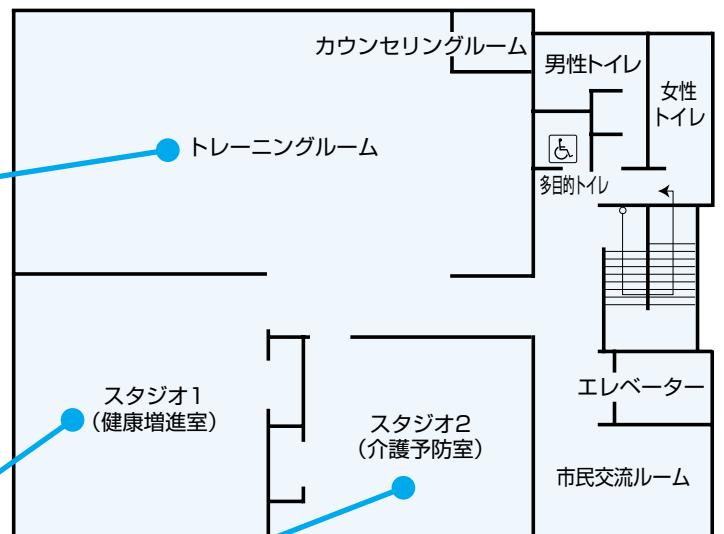 カウンセリングルーム
男性トイレ
女性
トイレ
トレーニングルーム
多目的トイレ
スタジオ1
（健康増進室）
スタジオ2
（介護予防室）
エレベーター
市民交流ルーム